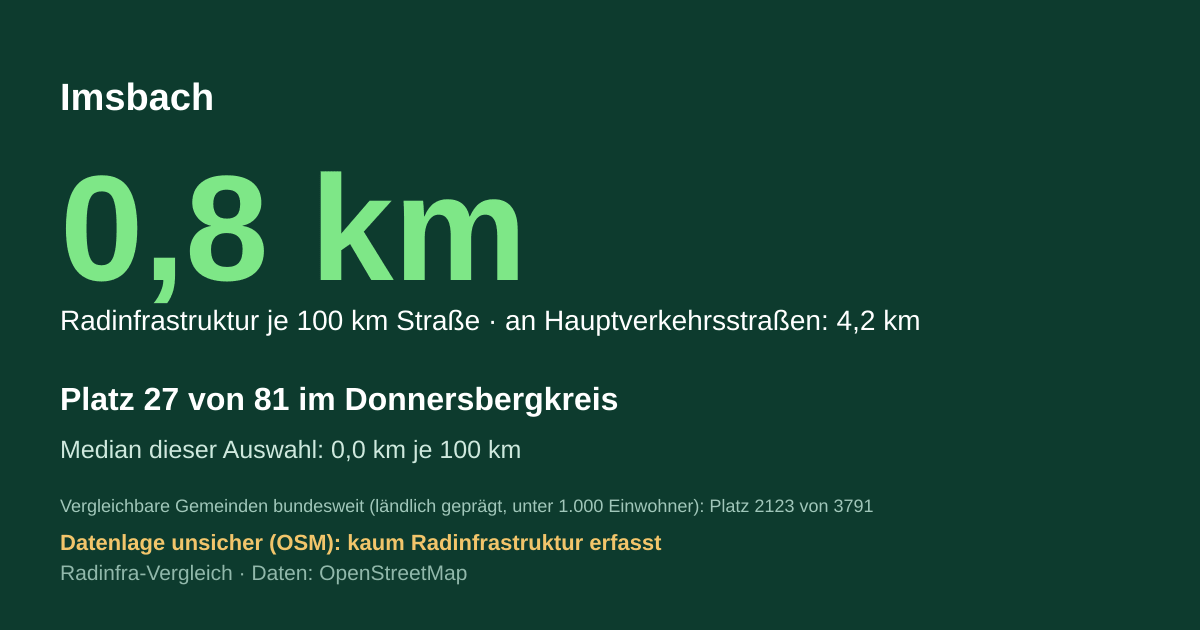 Imsbach
0,8 km
Radinfrastruktur je 100 km Straße · an Hauptverkehrsstraßen: 4,2 km
Platz 27 von 81 im Donnersbergkreis
Median dieser Auswahl: 0,0 km je 100 km
Vergleichbare Gemeinden bundesweit (ländlich geprägt, unter 1.000 Einwohner): Platz 2123 von 3791
Datenlage unsicher (OSM): kaum Radinfrastruktur erfasst
Radinfra-Vergleich · Daten: OpenStreetMap